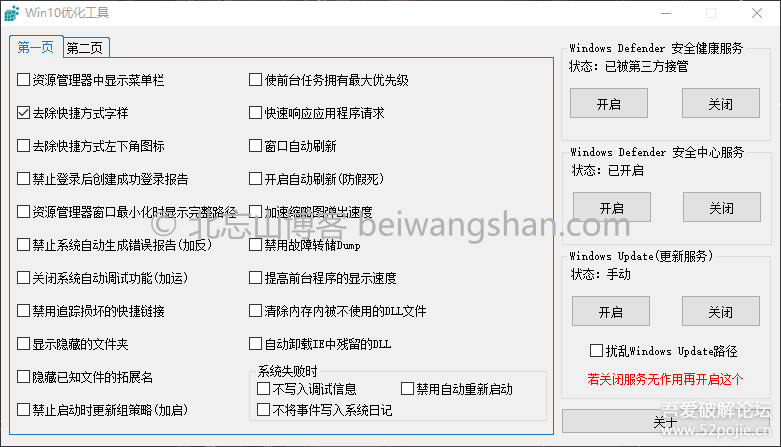 Win10优化工具
第一页
第二页
资源管理器中显示菜单栏
去除快捷方式字样
去除快捷方式左下角图标
禁止登录后创建成功登录报告
资源管理器窗口最小化时显示完整路径
禁止系统自动生成错误报告(加反)
关闭系统自动调试功能(加运)
禁用追踪损坏的快捷链接
显示隐藏的文件夹
隐藏已知文件的拓展名
禁止启动时更新组策略(加启)
使前台任务拥有最大优先级
快速响应应用程序请求
窗口自动刷新
开启自动刷新(防假死)
加速缩略图弹出速度
禁用故障转储Dump
提高前台程序的显示速度
清除内存内被不使用的DLL文件
自动卸载IE中残留的DLL
系统失败时
不写入调试信息
禁用自动重新启动
不将事件写入系统日记
Windows Defender 安全健康服务
状态：已被第三方接管
开启
关闭
Windows Defender 安全中心服务
状态：已开启
开启
关闭
Windows Update(更新服务)
状态：手动
开启
关闭
扰乱Windows Update路径
若关闭服务无作用再开启这个
关于
© 北忘山博客 beiwangshan.com
吾爱破解论坛
www.52pojie.cn